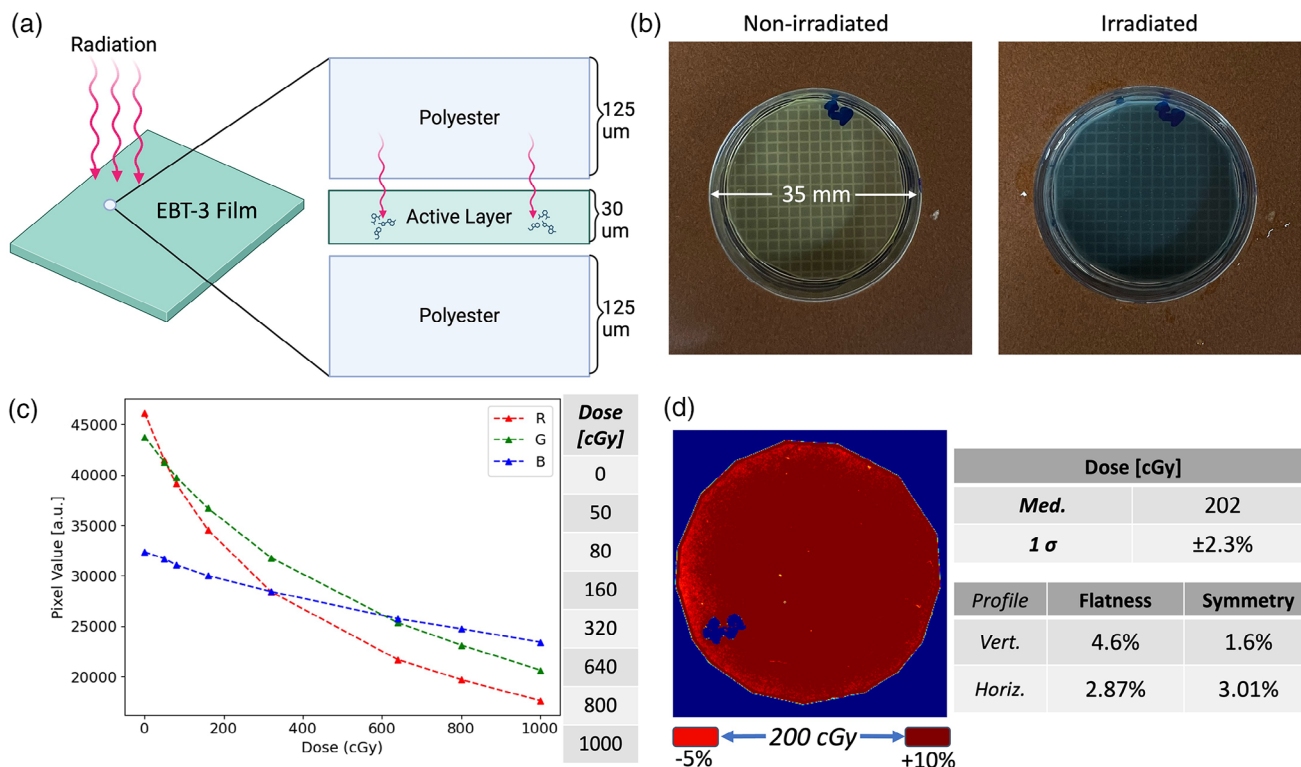 (a)
Radiation
EBT-3 Film
Polyester
125
um
Active Layer
30
um
Polyester
125
um
(b)
Non-irradiated
Irradiated
35 mm
(c)
Pixel Value [a.u.]
45000
40000
35000
30000
25000
20000
0
200
400
600
800
1000
Dose (cGy)
R
G
B
Dose
[cGy]
0
50
80
160
320
640
800
1000
(d)
200 cGy
-5%
+10%
Dose [cGy]
Med. 202
1 σ ±2.3%
Profile Flatness Symmetry
Vert. 4.6% 1.6%
Horiz. 2.87% 3.01%